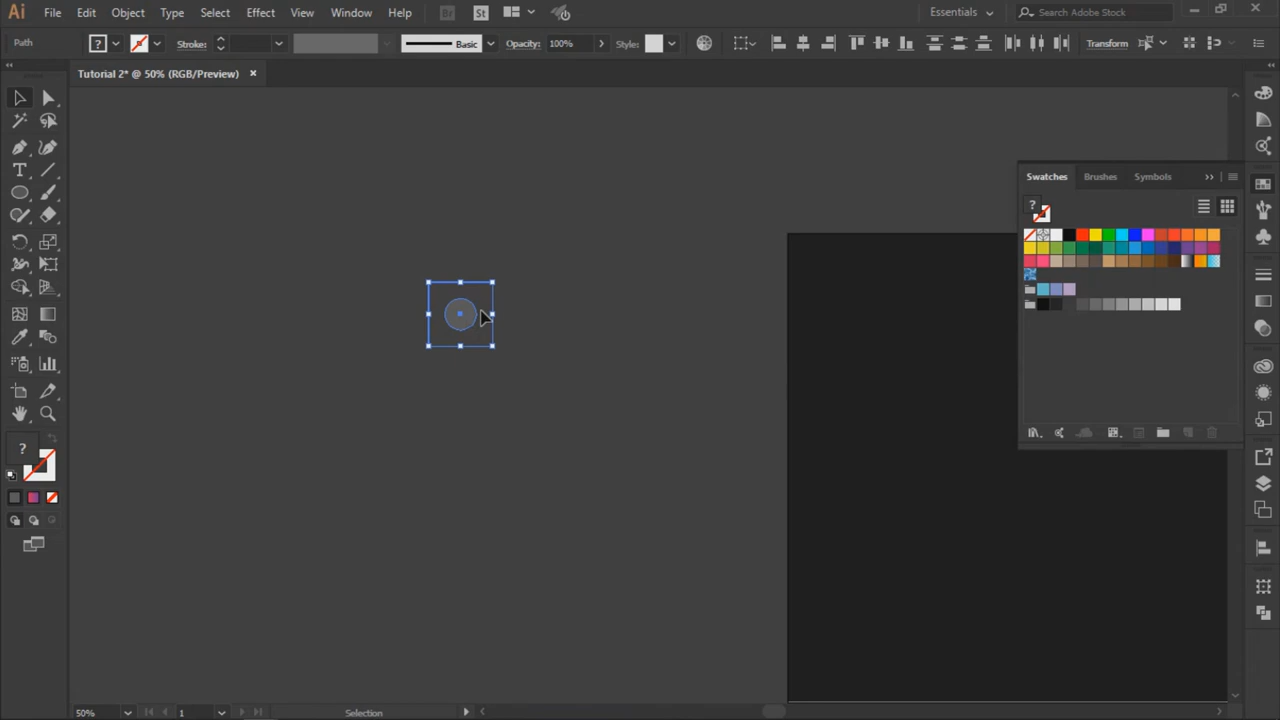 Ai File Edit Object Type Select Effect View Window Help Br St Essentials Search Adobe Stock
Path ? Stroke: Basic Opacity: 100% Style: Transform
Tutorial 2* @ 50% (RGB/Preview)
Swatches Brushes Symbols
?
T
?
50% 1 Selection